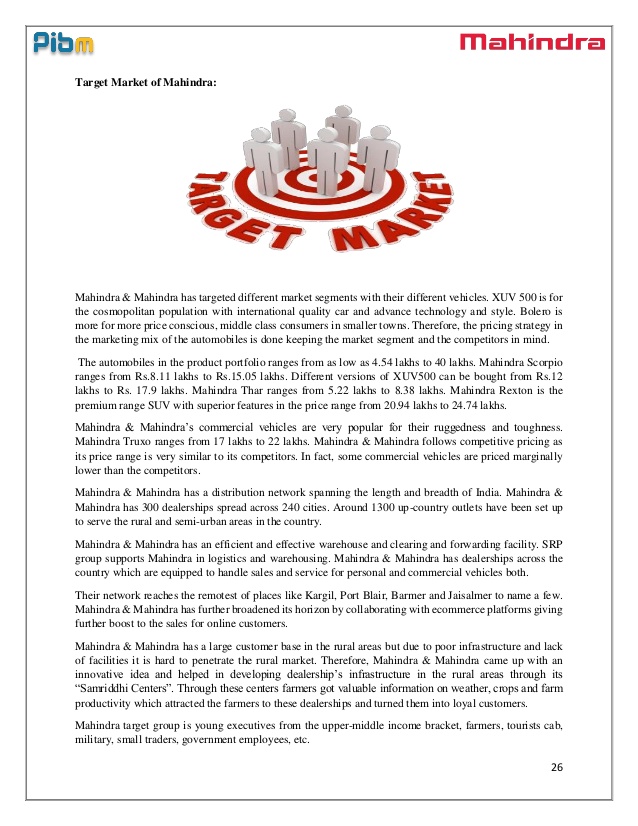 Pibm
Mahindra
Target Market of Mahindra:
TARGET MARKET
Mahindra & Mahindra has targeted different market segments with their different vehicles. XUV 500 is for
the cosmopolitan population with international quality car and advance technology and style. Bolero is
more for more price conscious, middle class consumers in smaller towns. Therefore, the pricing strategy in
the marketing mix of the automobiles is done keeping the market segment and the competitors in mind.
The automobiles in the product portfolio ranges from as low as 4.54 lakhs to 40 lakhs. Mahindra Scorpio
ranges from Rs.8.11 lakhs to Rs.15.05 lakhs. Different versions of XUV500 can be bought from Rs.12
lakhs to Rs. 17.9 lakhs. Mahindra Thar ranges from 5.22 lakhs to 8.38 lakhs. Mahindra Rexton is the
premium range SUV with superior features in the price range from 20.94 lakhs to 24.74 lakhs.
Mahindra & Mahindra's commercial vehicles are very popular for their ruggedness and toughness.
Mahindra Truxo ranges from 17 lakhs to 22 lakhs. Mahindra & Mahindra follows competitive pricing as
its price range is very similar to its competitors. In fact, some commercial vehicles are priced marginally
lower than the competitors.
Mahindra & Mahindra has a distribution network spanning the length and breadth of India. Mahindra &
Mahindra has 300 dealerships spread across 240 cities. Around 1300 up-country outlets have been set up
to serve the rural and semi-urban areas in the country.
Mahindra & Mahindra has an efficient and effective warehouse and clearing and forwarding facility. SRP
group supports Mahindra in logistics and warehousing. Mahindra & Mahindra has dealerships across the
country which are equipped to handle sales and service for personal and commercial vehicles both.
Their network reaches the remotest of places like Kargil, Port Blair, Barmer and Jaisalmer to name a few.
Mahindra & Mahindra has further broadened its horizon by collaborating with ecommerce platforms giving
further boost to the sales for online customers.
Mahindra & Mahindra has a large customer base in the rural areas but due to poor infrastructure and lack
of facilities it is hard to penetrate the rural market. Therefore, Mahindra & Mahindra came up with an
innovative idea and helped in developing dealership's infrastructure in the rural areas through its
"Samriddhi Centers". Through these centers farmers got valuable information on weather, crops and farm
productivity which attracted the farmers to these dealerships and turned them into loyal customers.
Mahindra target group is young executives from the upper-middle income bracket, farmers, tourists cab,
military, small traders, government employees, etc.
26